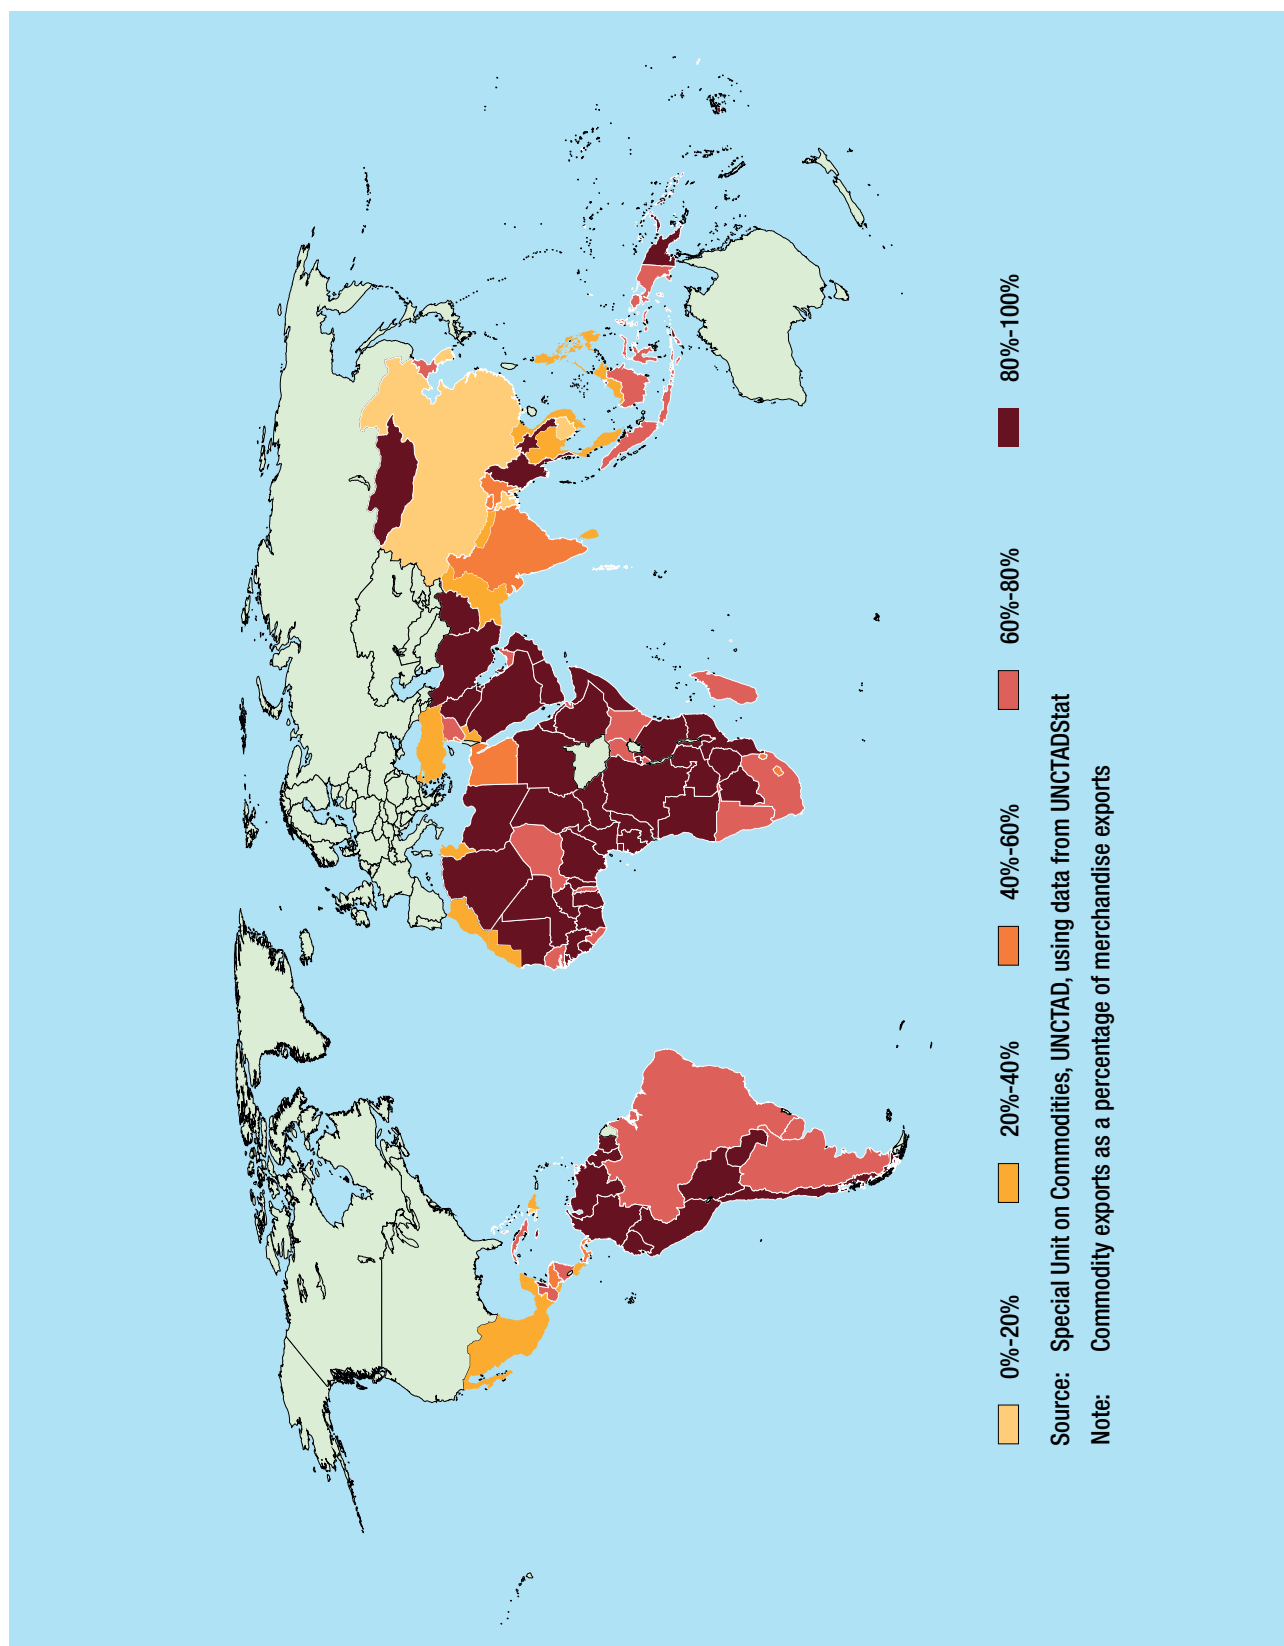 0%-20%
20%-40%
40%-60%
60%-80%
80%-100%
Source: Special Unit on Commodities, UNCTAD, using data from UNCTADStat
Note: Commodity exports as a percentage of merchandise exports